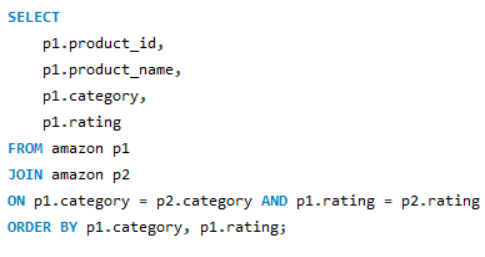 SELECT
    p1.product_id,
    p1.product_name,
    p1.category,
    p1.rating
FROM amazon p1
JOIN amazon p2
ON p1.category = p2.category AND p1.rating = p2.rating
ORDER BY p1.category, p1.rating;